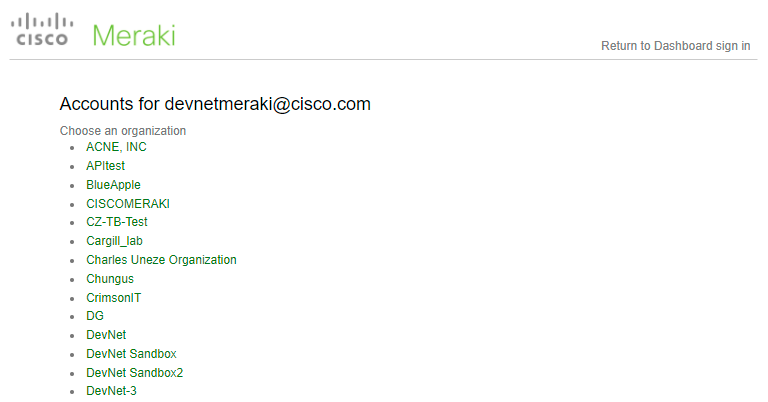 CISCO Meraki
Return to Dashboard sign in
Accounts for devnetmeraki@cisco.com
Choose an organization
ACNE, INC
APItest
BlueApple
CISCOMERAKI
CZ-TB-Test
Cargill_lab
Charles Uneze Organization
Chungus
CrimsonIT
DG
DevNet
DevNet Sandbox
DevNet Sandbox2
DevNet-3